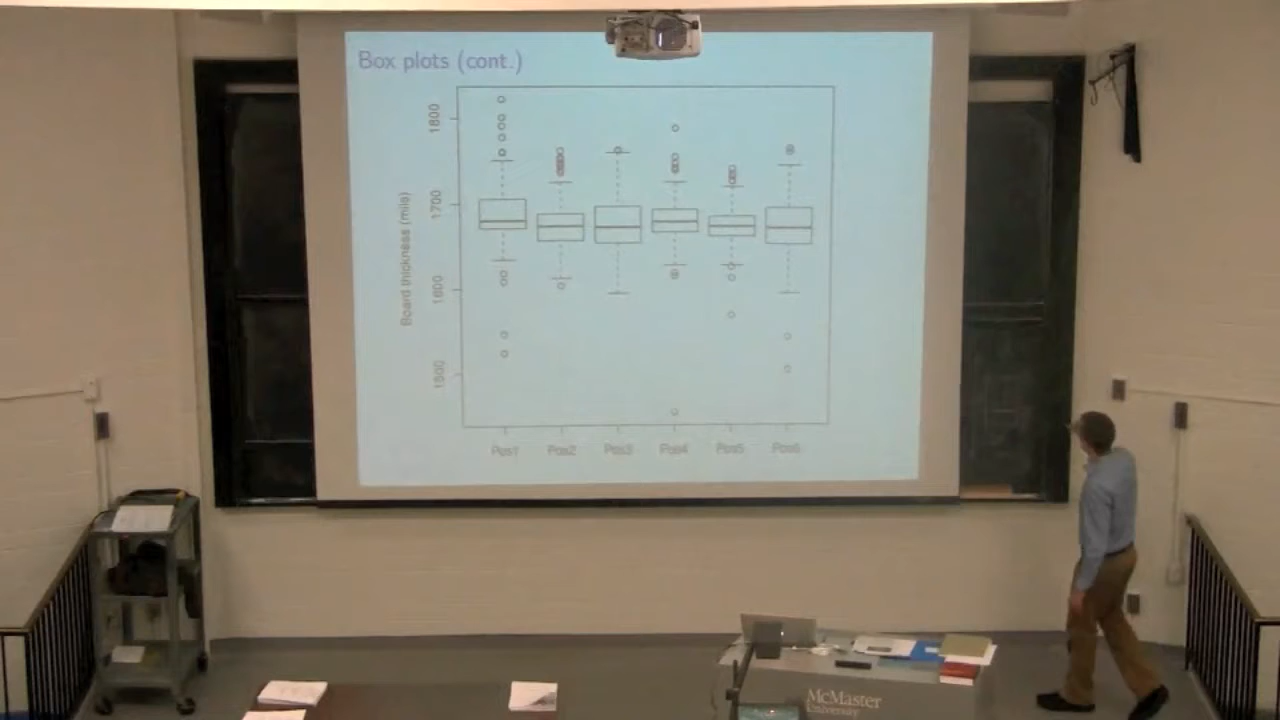 Box plots (cont.)
1800
1700
1600
1500
Board thickness (mils)
Pos1 Pos2 Pos3 Pos4 Pos5 Pos6
McMaster
University